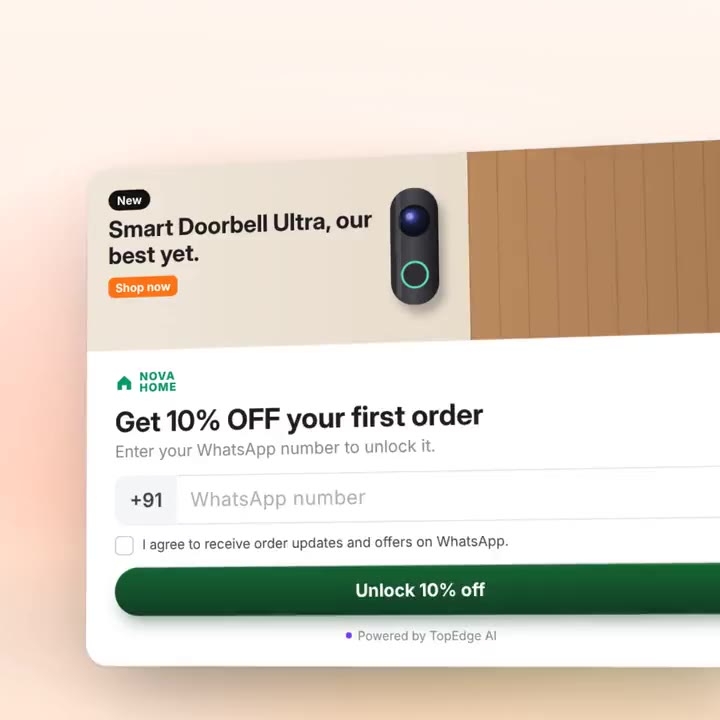 New
Smart Doorbell Ultra, our
best yet.
Shop now
NOVA
HOME
Get 10% OFF your first order
Enter your WhatsApp number to unlock it.
+91 WhatsApp number
I agree to receive order updates and offers on WhatsApp.
Unlock 10% off
Powered by TopEdge AI